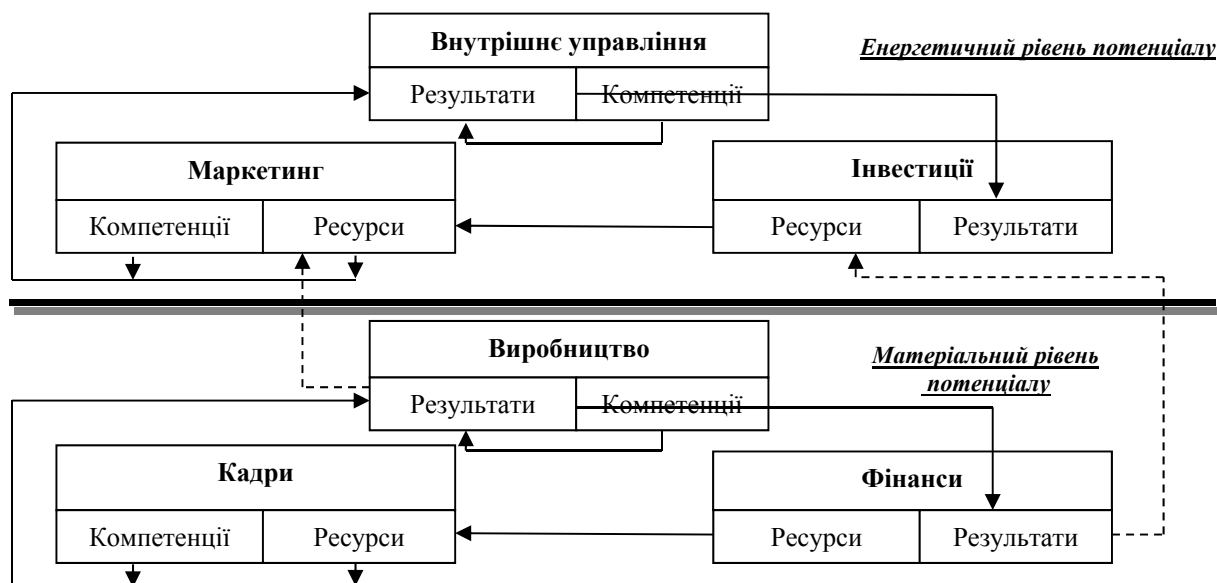 Внутрішнє управління
Енергетичний рівень потенціалу
Результати
Компетенції
Маркетинг
Інвестиції
Компетенції
Ресурси
Ресурси
Результати
Виробництво
Матеріальний рівень
потенціалу
Результати
Компетенції
Кадри
Фінанси
Компетенції
Ресурси
Ресурси
Результати